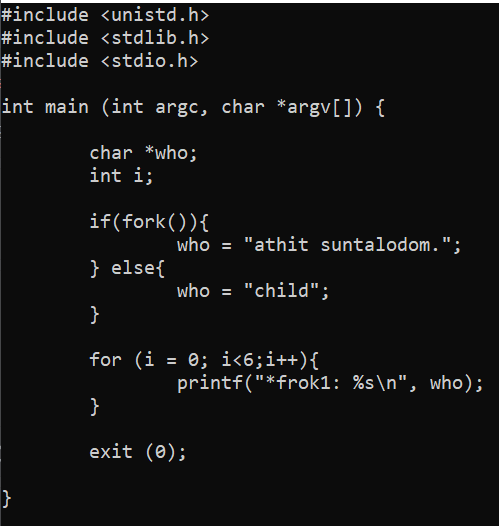 #include <unistd.h>
#include <stdlib.h>
#include <stdio.h>
int main (int argc, char *argv[]) {
char *who;
int i;
if(fork()){
who = "athit suntalodom.";
} else{
who = "child";
}
for (i = 0; i<6;i++){
printf("*frok1: %s\n", who);
}
exit (0);
}